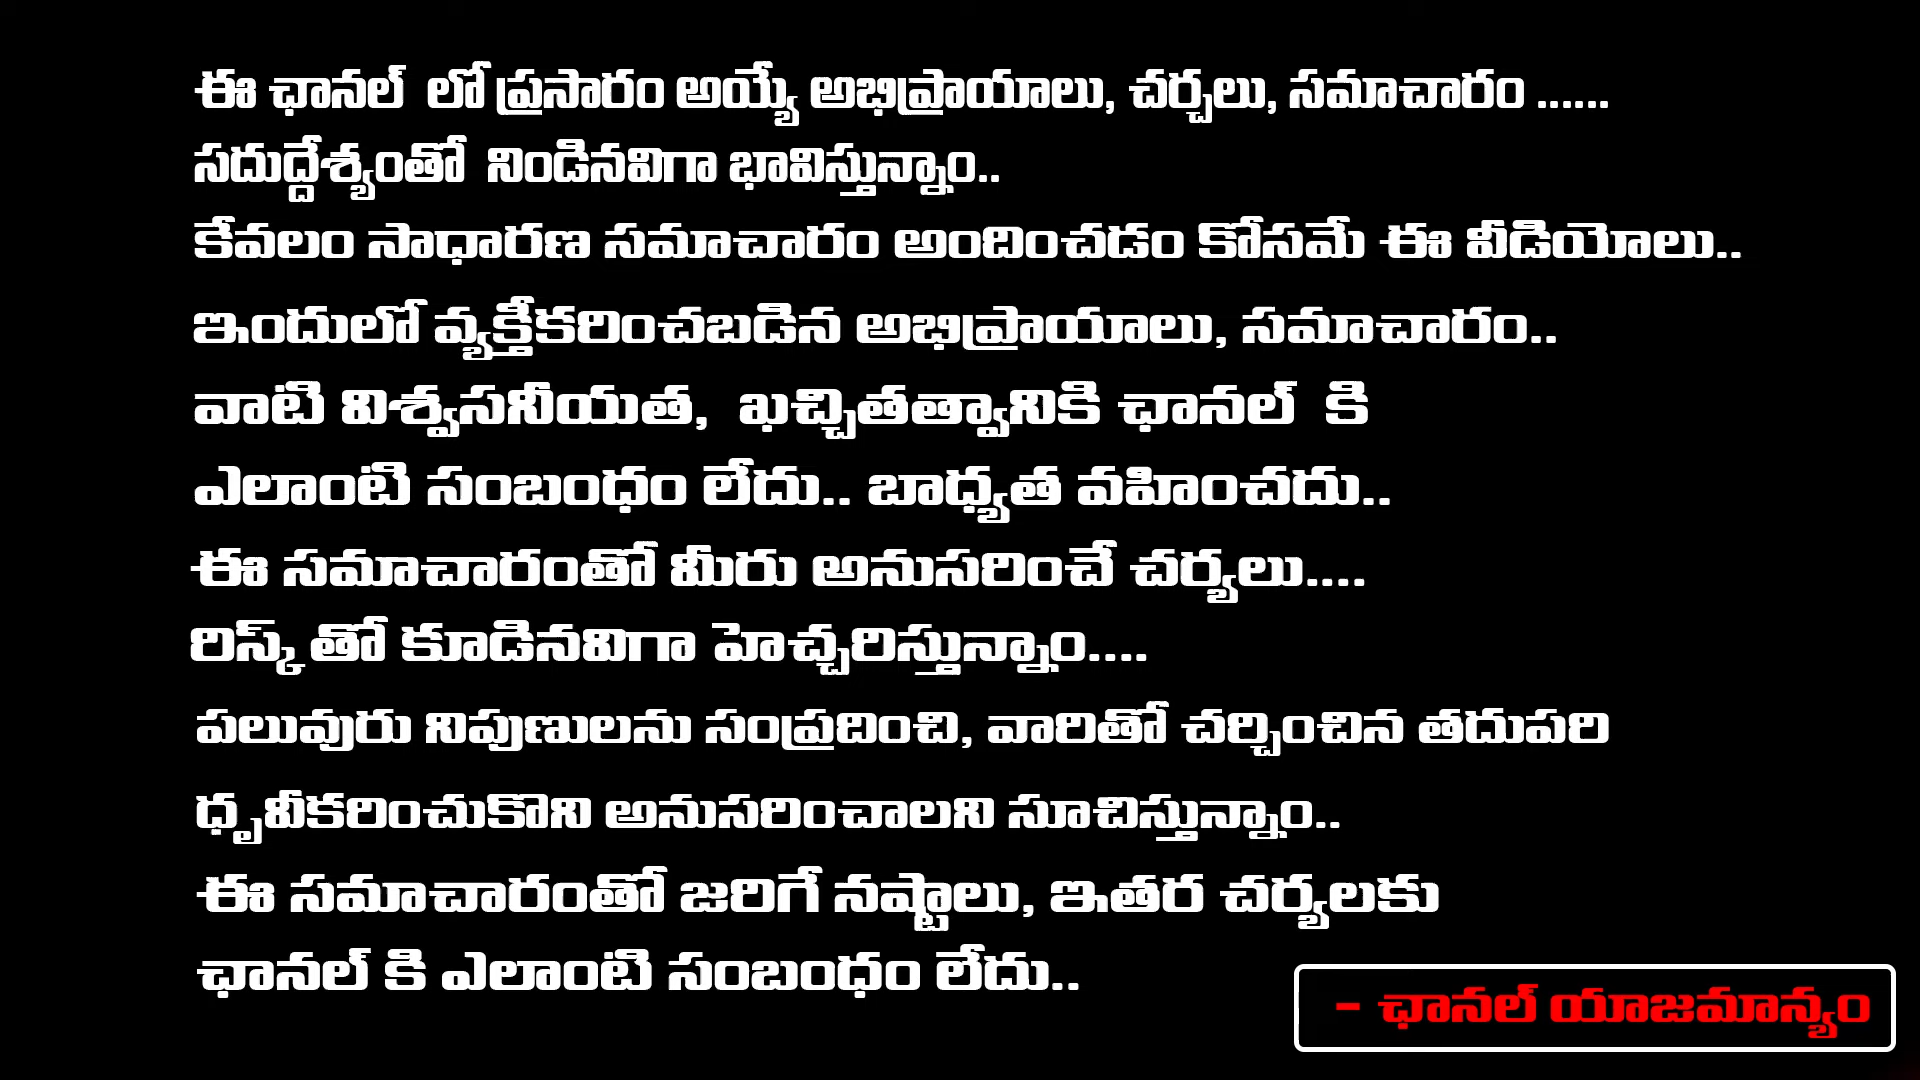 ఈ ఛానల్ లో ప్రసారం అయ్యే అభిప్రాయాలు, చర్చలు, సమాచారం ......
సదుద్దేశ్యంతో నిండినవిగా భావిస్తున్నాం..
కేవలం సాధారణ సమాచారం అందించడం కోసమే ఈ వీడియోలు..
ఇందులో వ్యక్తీకరించబడిన అభిప్రాయాలు, సమాచారం..
వాటి విశ్వసనీయత, ఖచ్చితత్వానికి ఛానల్ కి
ఎలాంటి సంబంధం లేదు.. బాధ్యత వహించదు..
ఈ సమాచారంతో మీరు అనుసరించే చర్యలు....
రిస్క్ తో కూడినవిగా హెచ్చరిస్తున్నాం....
పలువురు నిపుణులను సంప్రదించి, వారితో చర్చించిన తదుపరి
ధృవీకరించుకొని అనుసరించాలని సూచిస్తున్నాం..
ఈ సమాచారంతో జరిగే నష్టాలు, ఇతర చర్యలకు
ఛానల్ కి ఎలాంటి సంబంధం లేదు..
- ఛానల్ యాజమాన్యం